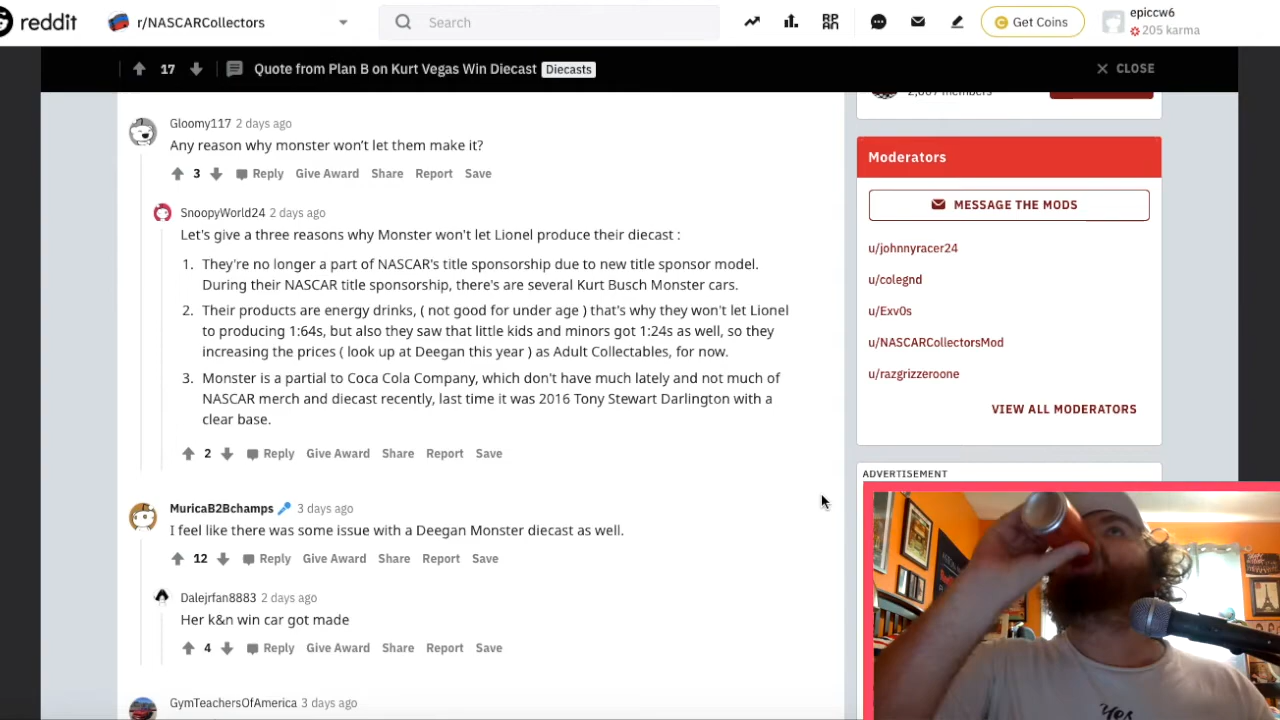 reddit
r/NASCARCollectors
Search
Get Coins
epiccw6
205 karma
17
Quote from Plan B on Kurt Vegas Win Diecast
Diecasts
CLOSE
Gloomy117 2 days ago
Any reason why monster won't let them make it?
3 Reply Give Award Share Report Save
SnoopyWorld24 2 days ago
Let's give a three reasons why Monster won't let Lionel produce their diecast :
1. They're no longer a part of NASCAR's title sponsorship due to new title sponsor model.
During their NASCAR title sponsorship, there's are several Kurt Busch Monster cars.
2. Their products are energy drinks, ( not good for under age ) that's why they won't let Lionel
to producing 1:64s, but also they saw that little kids and minors got 1:24s as well, so they
increasing the prices ( look up at Deegan this year ) as Adult Collectables, for now.
3. Monster is a partial to Coca Cola Company, which don't have much lately and not much of
NASCAR merch and diecast recently, last time it was 2016 Tony Stewart Darlington with a
clear base.
2 Reply Give Award Share Report Save
MuricaB2Bchamps 3 days ago
I feel like there was some issue with a Deegan Monster diecast as well.
12 Reply Give Award Share Report Save
Dalejrfan8883 2 days ago
Her k&n win car got made
4 Reply Give Award Share Report Save
GymTeachersOfAmerica 3 days ago
members
Moderators
MESSAGE THE MODS
u/johnnyracer24
u/colegnd
u/Exv0s
u/NASCARCollectorsMod
u/razgrizzeroone
VIEW ALL MODERATORS
ADVERTISEMENT
Yes